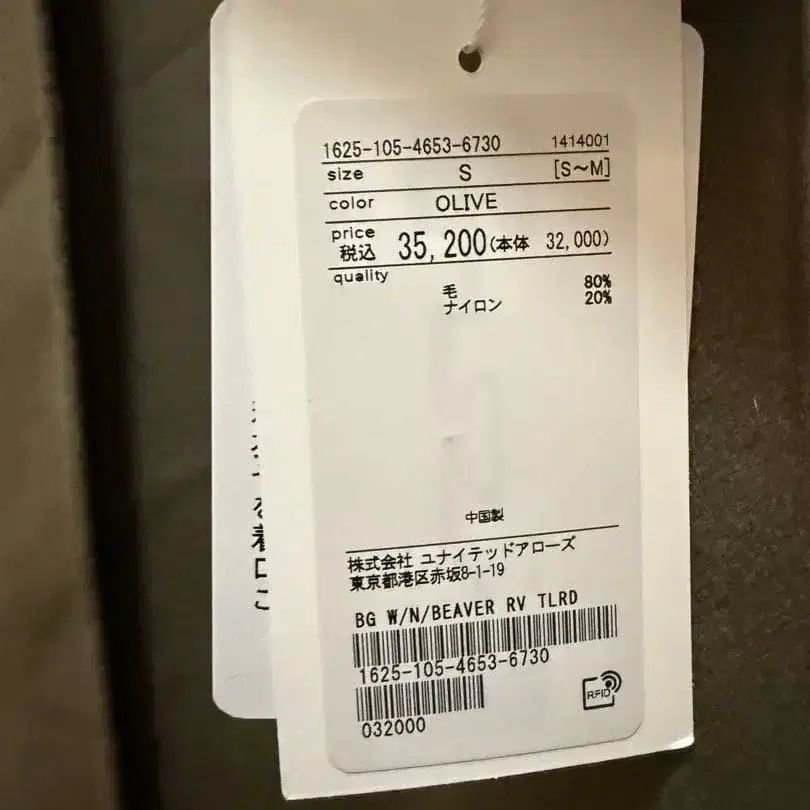 1625-105-4653-6730 1414001
size S [S〜M]
color OLIVE
price
税込 35,200(本体 32,000)
quality
毛 80%
ナイロン 20%
中国製
株式会社 ユナイテッドアローズ
東京都港区赤坂8-1-19
BG W/N/BEAVER RV TLRD
1625-105-4653-6730
032000
RFID